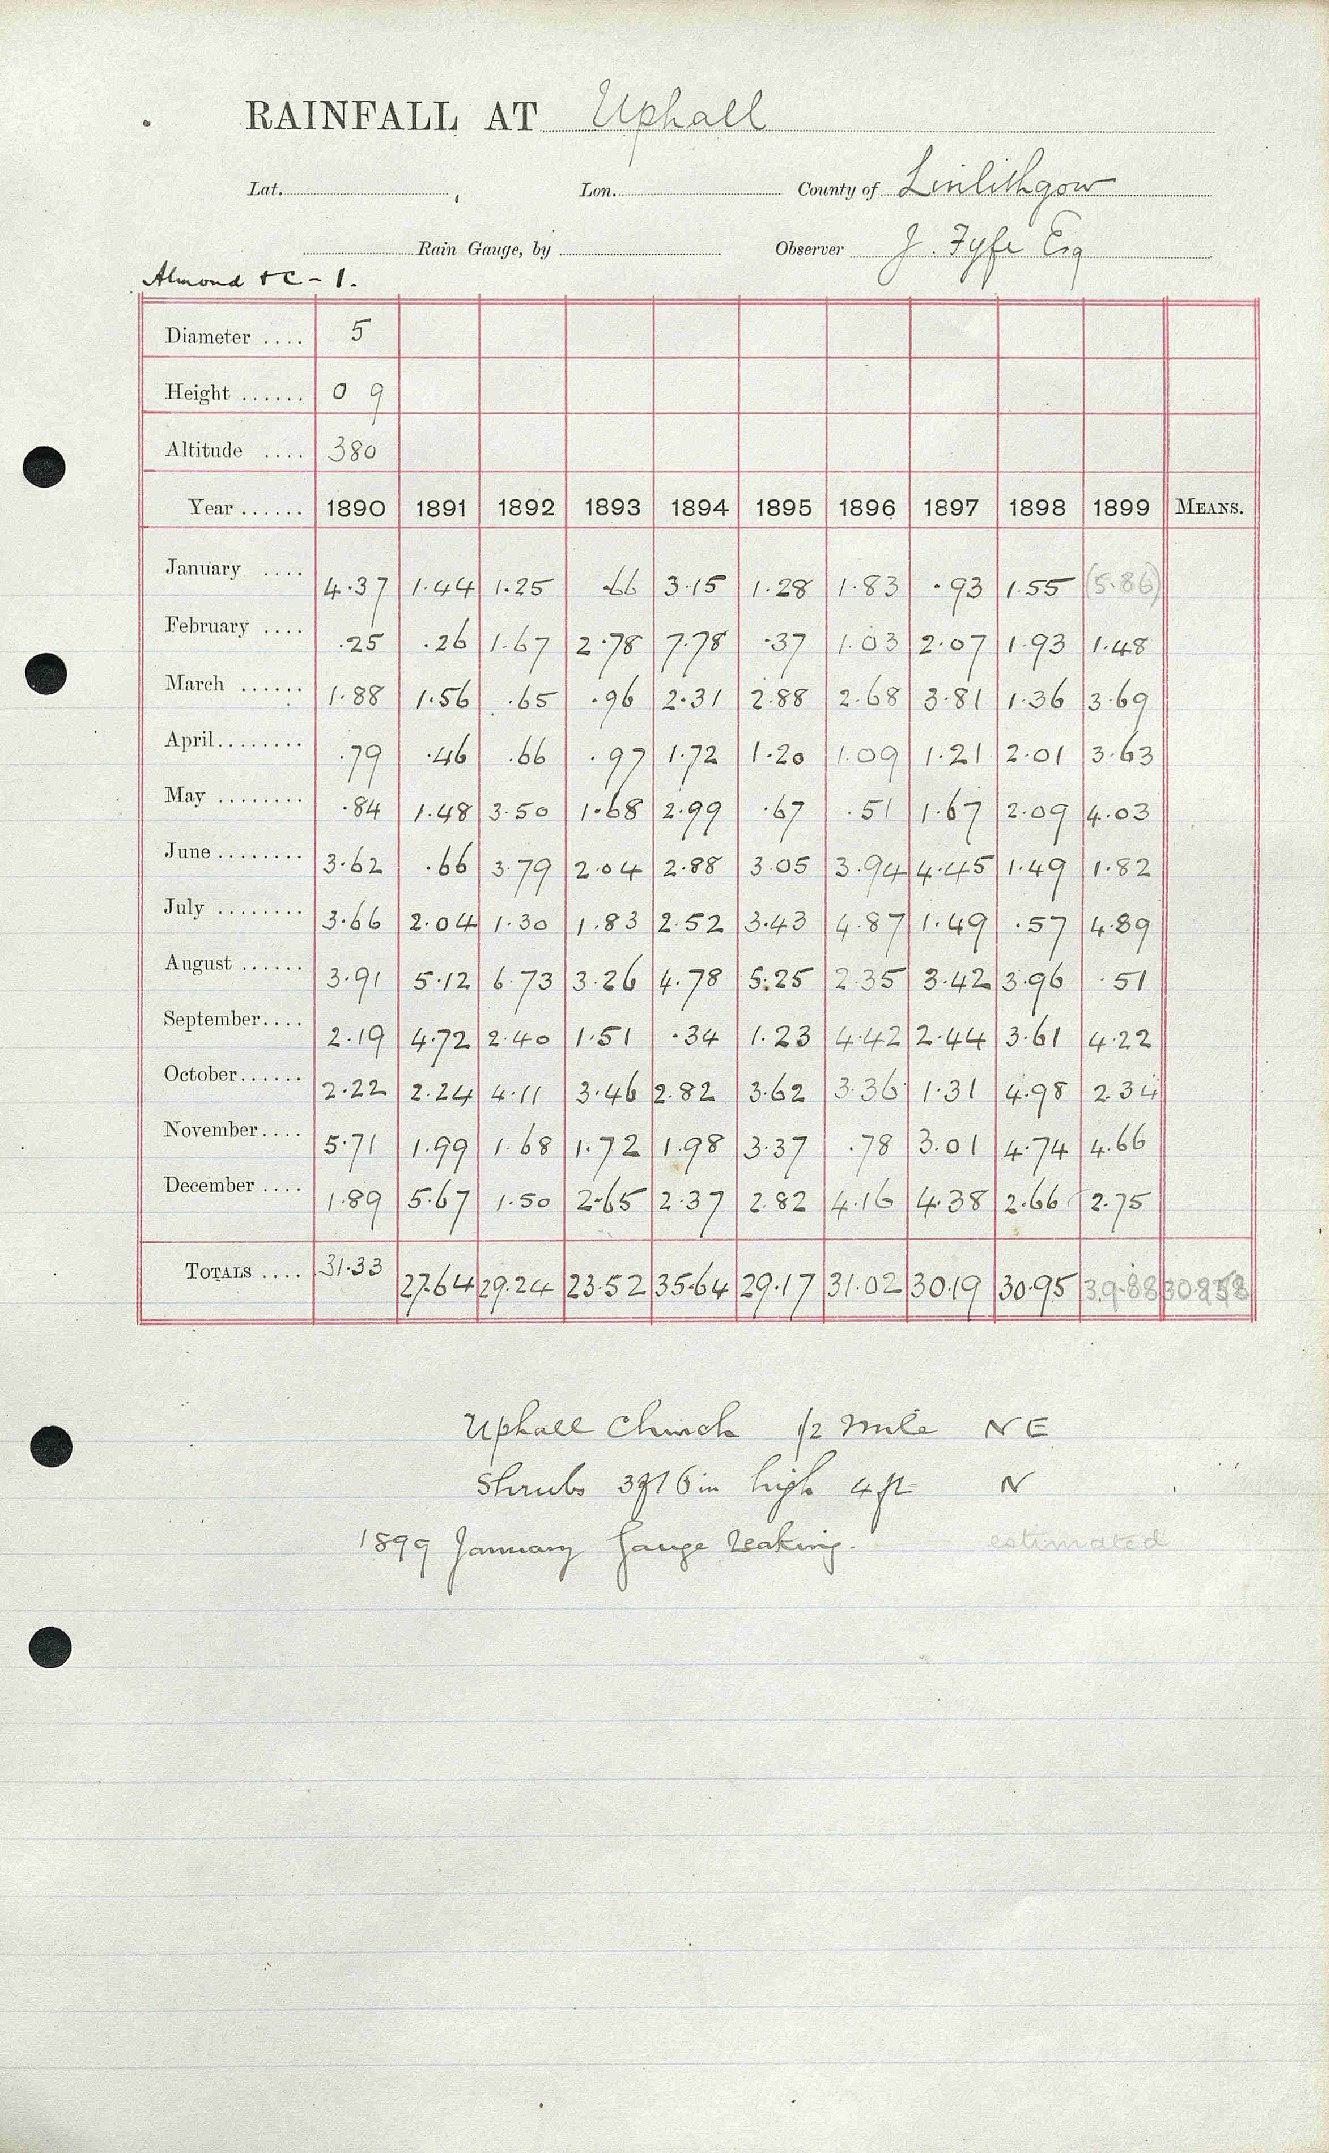 RAINFALL AT Uphall
Lat. Lon. County of Linlithgow
Rain Gauge, by Observer J. Fyfe Esq
Almond & C - 1.
Diameter .... 5
Height ...... 0 9
Altitude .... 380
Year ...... 1890 1891 1892 1893 1894 1895 1896 1897 1898 1899 MEANS.
January .... 4.37 1.44 1.25 .66 3.15 1.28 1.83 .93 1.55 (5.86)
February .... .25 .26 1.67 2.78 7.78 .37 1.03 2.07 1.93 1.48
March ...... 1.88 1.56 .65 .96 2.31 2.88 2.68 3.81 1.36 3.69
April ........ .79 .46 .66 .97 1.72 1.20 1.09 1.21 2.01 3.63
May ........ .84 1.48 3.50 1.68 2.99 .67 .51 1.67 2.09 4.03
June ........ 3.62 .66 3.79 2.04 2.88 3.05 3.94 4.45 1.49 1.82
July ........ 3.66 2.04 1.30 1.83 2.52 3.43 4.87 1.49 .57 4.89
August ...... 3.91 5.12 6.73 3.26 4.78 5.25 2.35 3.42 3.96 .51
September.... 2.19 4.72 2.40 1.51 .34 1.23 4.42 2.44 3.61 4.22
October...... 2.22 2.24 4.11 3.46 2.82 3.62 3.36 1.31 4.98 2.34
November.... 5.71 1.99 1.68 1.72 1.98 3.37 .78 3.01 4.74 4.66
December .... 1.89 5.67 1.50 2.65 2.37 2.82 4.16 4.38 2.66 2.75
TOTALS .... 31.33 27.64 29.24 23.52 35.64 29.17 31.02 30.19 30.95 39.88
Uphall Church 1/2 mile NE
Shrubs 3ft 6in high 4ft N
1899 January Gauge Leaking. estimated